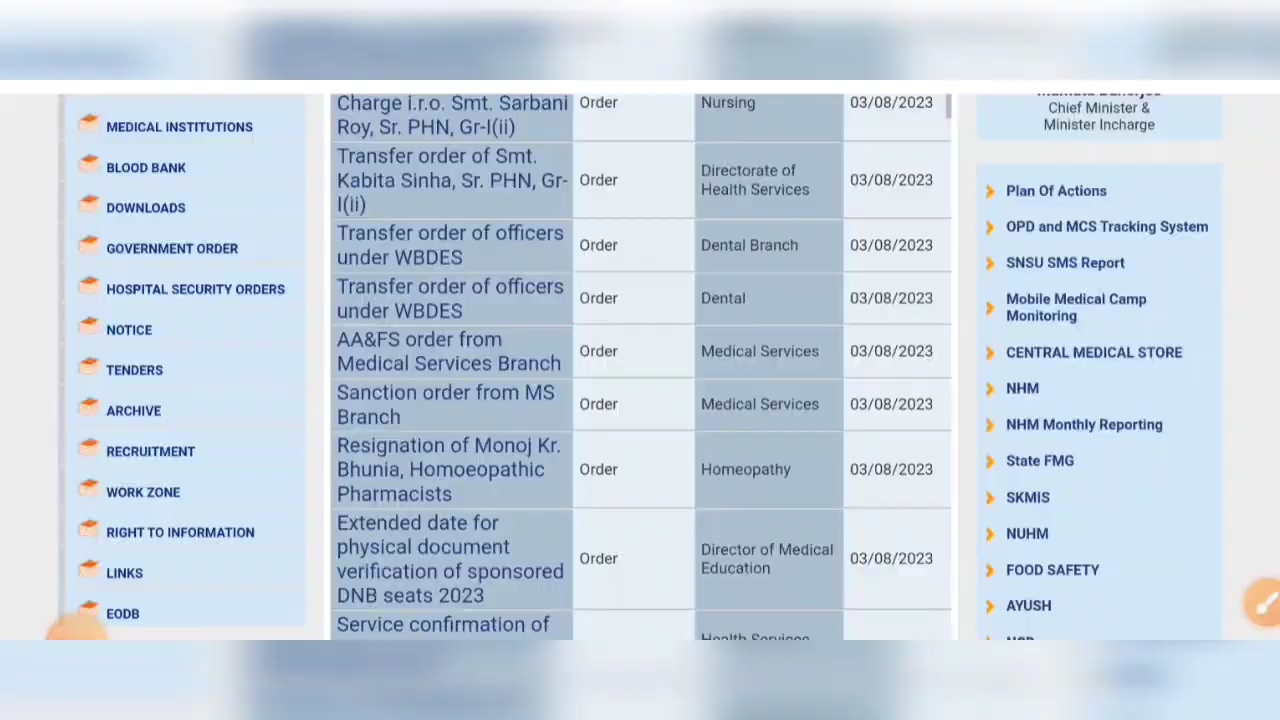 MEDICAL INSTITUTIONS
BLOOD BANK
DOWNLOADS
GOVERNMENT ORDER
HOSPITAL SECURITY ORDERS
NOTICE
TENDERS
ARCHIVE
RECRUITMENT
WORK ZONE
RIGHT TO INFORMATION
LINKS
EODB
Charge i.r.o. Smt. Sarbani
Roy, Sr. PHN, Gr-I(ii)
Order
Nursing
03/08/2023
Transfer order of Smt.
Kabita Sinha, Sr. PHN, Gr-
I(ii)
Order
Directorate of
Health Services
03/08/2023
Transfer order of officers
under WBDES
Order
Dental Branch
03/08/2023
Transfer order of officers
under WBDES
Order
Dental
03/08/2023
AA&FS order from
Medical Services Branch
Order
Medical Services
03/08/2023
Sanction order from MS
Branch
Order
Medical Services
03/08/2023
Resignation of Monoj Kr.
Bhunia, Homoeopathic
Pharmacists
Order
Homeopathy
03/08/2023
Extended date for
physical document
verification of sponsored
DNB seats 2023
Order
Director of Medical
Education
03/08/2023
Service confirmation of
Health Services
Chief Minister &
Minister Incharge
Plan Of Actions
OPD and MCS Tracking System
SNSU SMS Report
Mobile Medical Camp
Monitoring
CENTRAL MEDICAL STORE
NHM
NHM Monthly Reporting
State FMG
SKMIS
NUHM
FOOD SAFETY
AYUSH